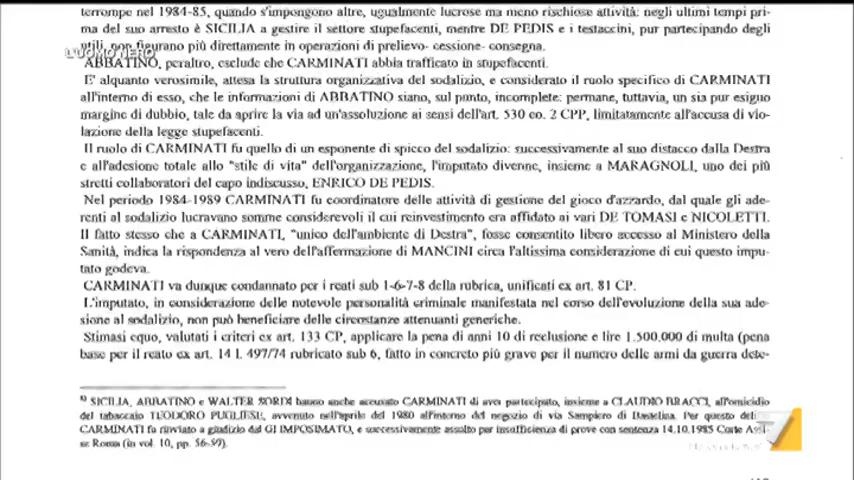 terrompe nel 1984-85, quando s'impongono altre, ugualmente lucrose ma meno rischiose attività: negli ultimi tempi pri-
ma del suo arresto è SICILIA a gestire il settore stupefacenti, mentre DE PEDIS e i testaccini, pur partecipando degli
utili, non figurano più direttamente in operazioni di prelievo- cessione- consegna.
L'UOMO NERO
ABBATINO, peraltro, esclude che CARMINATI abbia trafficato in stupefacenti.
E' alquanto verosimile, attesa la struttura organizzativa del sodalizio, e considerato il ruolo specifico di CARMINATI
all'interno di esso, che le informazioni di ABBATINO siano, sul punto, incomplete: permane, tuttavia, un sia pur esiguo
margine di dubbio, tale da aprire la via ad un'assoluzione ai sensi dell'art. 530 co. 2 CPP, limitatamente all'accusa di vio-
lazione della legge stupefacenti.
Il ruolo di CARMINATI fu quello di un esponente di spicco del sodalizio: successivamente al suo distacco dalla Destra
e all'adesione totale allo "stile di vita" dell'organizzazione, l'imputato divenne, insieme a MARAGNOLI, uno dei più
stretti collaboratori del capo indiscusso, ENRICO DE PEDIS.
Nel periodo 1984-1989 CARMINATI fu coordinatore delle attività di gestione del gioco d'azzardo, dal quale gli ade-
renti al sodalizio lucravano somme considerevoli il cui reinvestimento era affidato ai vari DE TOMASI e NICOLETTI.
Il fatto stesso che a CARMINATI, "unico dell'ambiente di Destra", fosse consentito libero accesso al Ministero della
Sanità, indica la rispondenza al vero dell'affermazione di MANCINI circa l'altissima considerazione di cui questo impu-
tato godeva.
CARMINATI va dunque condannato per i reati sub 1-6-7-8 della rubrica, unificati ex art. 81 CP.
L'imputato, in considerazione delle notevole personalità criminale manifestata nel corso dell'evoluzione della sua ade-
sione al sodalizio, non può beneficiare delle circostanze attenuanti generiche.
Stimasi equo, valutati i criteri ex art. 133 CP, applicare la pena di anni 10 di reclusione e lire 1.500.000 di multa (pena
base per il reato ex art. 14 l. 497/74 rubricato sub 6, fatto in concreto più grave per il numero delle armi da guerra dete-
SICILIA, ABBATINO e WALTER SORDI hanno anche accusato CARMINATI di aver partecipato, insieme a CLAUDIO BRACCI, all'omicidio
del tabaccaio TEODORO PUGLIESE, avvenuto nell'aprile del 1980 all'interno del negozio di via Sampiero di Bastelica. Per questo
CARMINATI fu rinviato a giudizio dal GI IMPOSIMATO, e successivamente assolto per insufficienza di prove con sentenza 14.10.1985 Corte
Roma (in vol. 10, pp. 56-59).
7